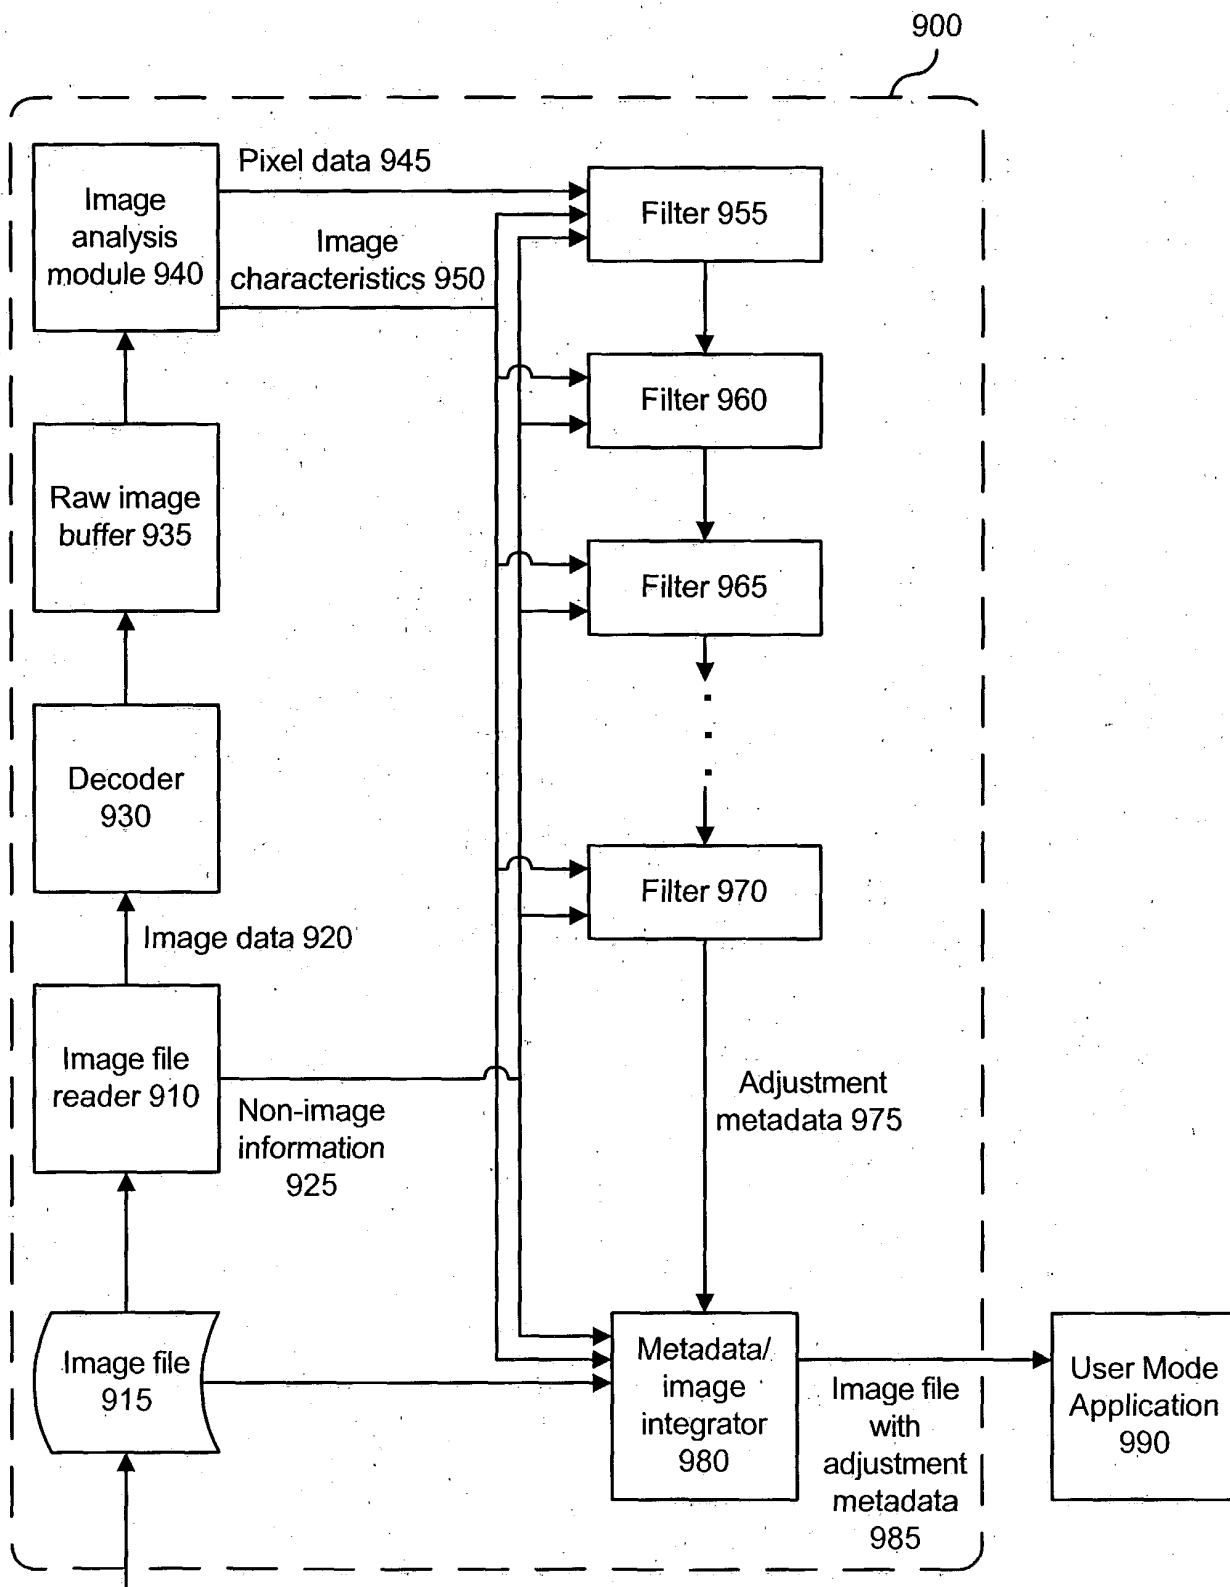 900
Pixel data 945
Image
analysis
module 940
Image
characteristics 950
Filter 955
Filter 960
Raw image
buffer 935
Filter 965
Decoder
930
Filter 970
Image data 920
Image file
reader 910
Non-image
information
925
Adjustment
metadata 975
Image file
915
Metadada/
image
integrator
980
Image file
with
adjustment
metadata
985
User Mode
Application
990